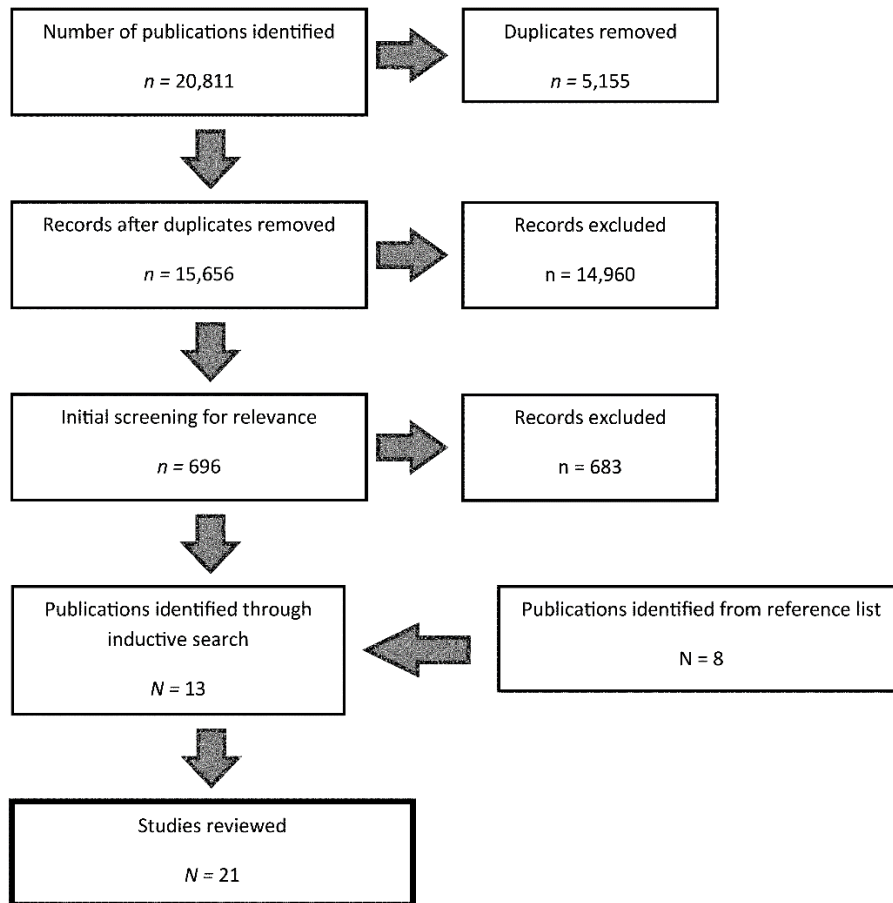 Number of publications identified
n = 20,811
Duplicates removed
n = 5,155
Records after duplicates removed
n = 15,656
Records excluded
n = 14,960
Initial screening for relevance
n = 696
Records excluded
n = 683
Publications identified through
inductive search
N = 13
Publications identified from reference list
N = 8
Studies reviewed
N = 21